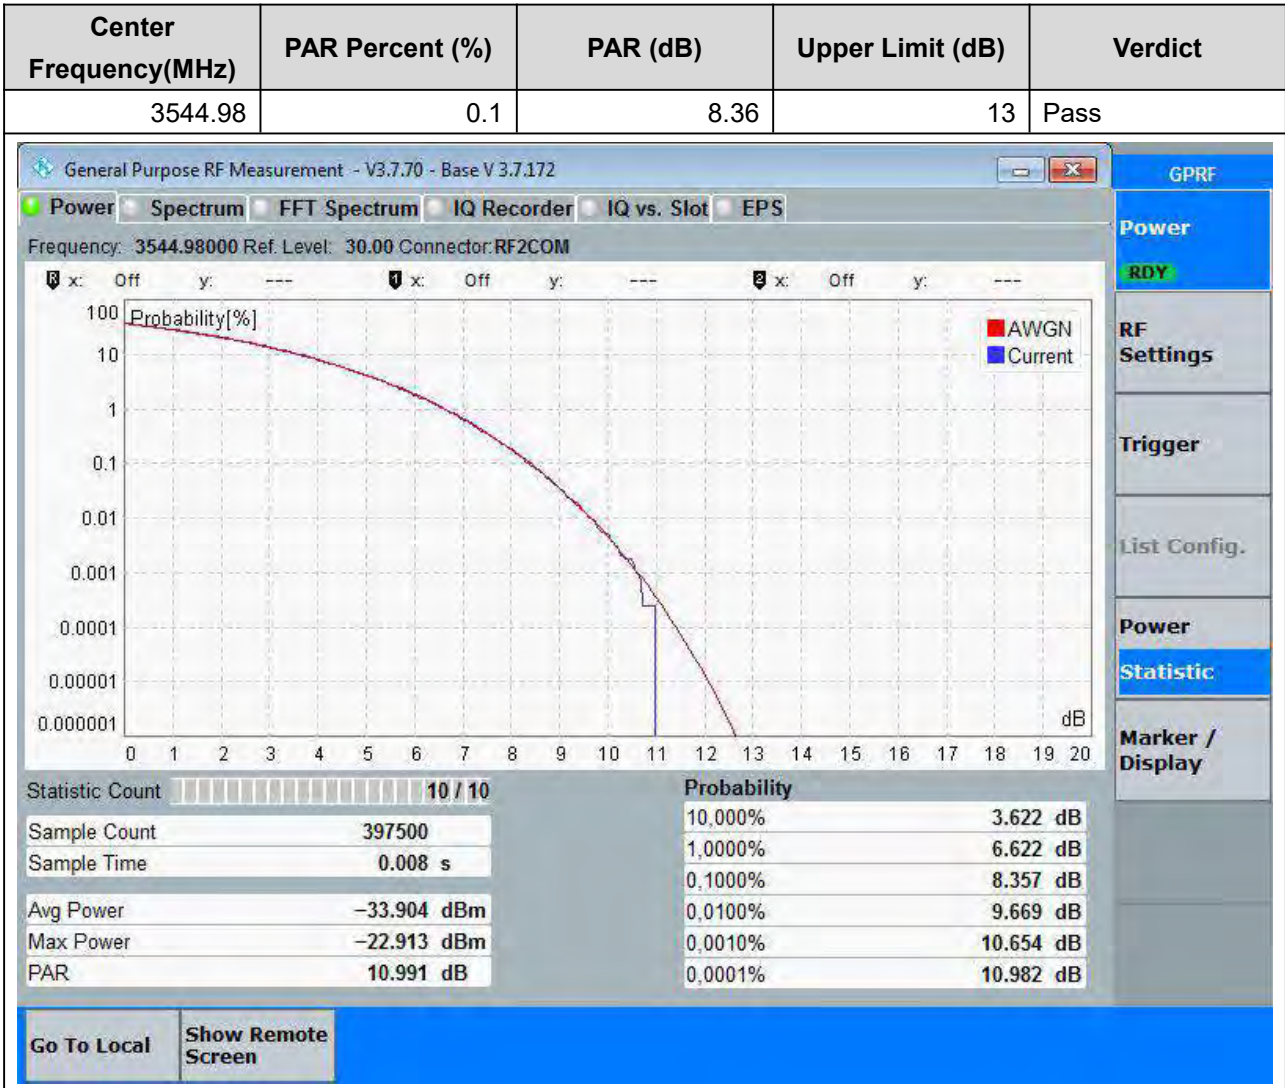 Center Frequency(MHz) PAR Percent (%) PAR (dB) Upper Limit (dB) Verdict
3544.98 0.1 8.36 13 Pass
General Purpose RF Measurement - V3.7.70 - Base V 3.7.172
GPRF
Power Spectrum FFT Spectrum IQ Recorder IQ vs. Slot EPS
Frequency: 3544.98000 Ref. Level: 30.00 Connector:RF2COM
R x: Off y: --- 1 x: Off y: --- 2 x: Off y: ---
Probability[%]
AWGN
Current
100
10
1
0.1
0.01
0.001
0.0001
0.00001
0.000001
dB
0 1 2 3 4 5 6 7 8 9 10 11 12 13 14 15 16 17 18 19 20
Statistic Count 10 / 10
Sample Count 397500
Sample Time 0.008 s
Avg Power −33.904 dBm
Max Power −22.913 dBm
PAR 10.991 dB
Probability
10,000% 3.622 dB
1,0000% 6.622 dB
0,1000% 8.357 dB
0,0100% 9.669 dB
0,0010% 10.654 dB
0,0001% 10.982 dB
Power
RDY
RF
Settings
Trigger
List Config.
Power
Statistic
Marker /
Display
Go To Local
Show Remote
Screen